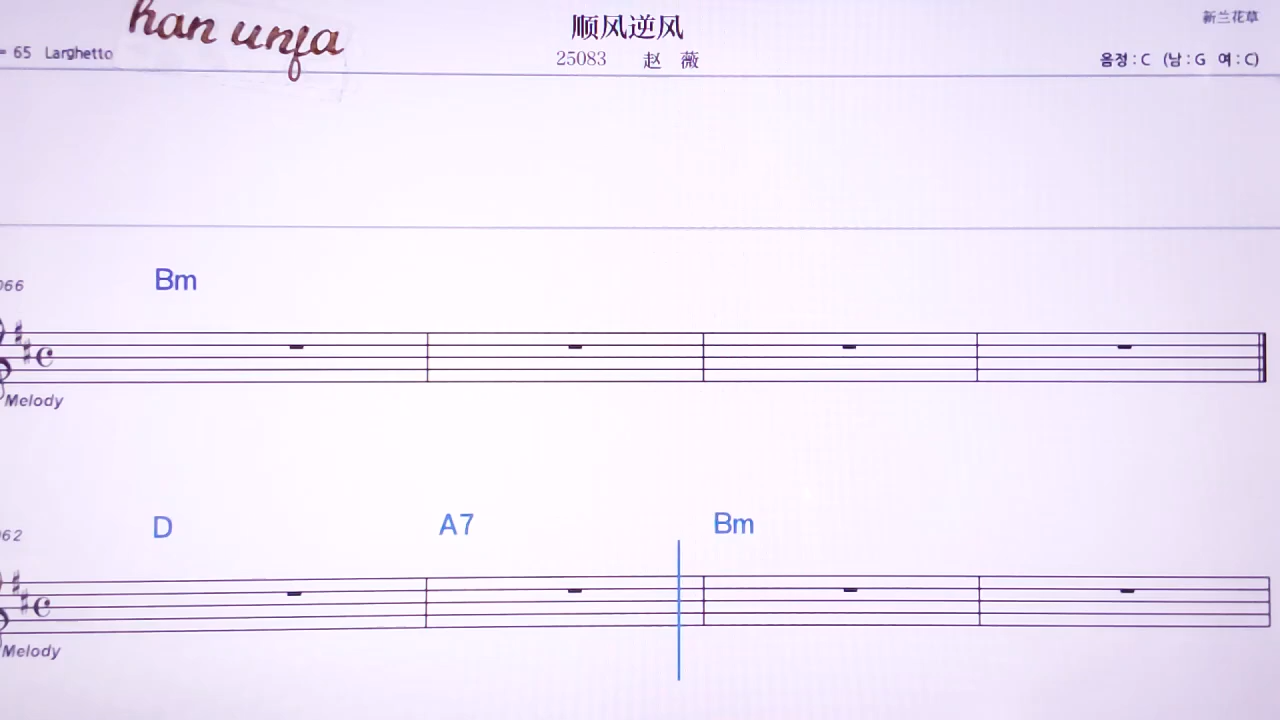 han unja
顺风逆风
新兰花草
= 65 Larghetto
25083 赵 薇
음정 : C (남 : G 여 : C)
Bm
066
Melody
D A7 Bm
062
Melody